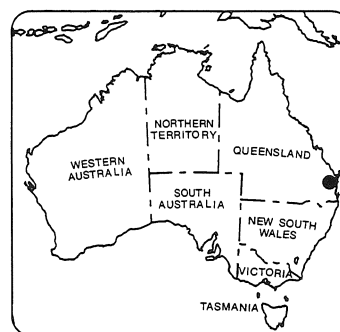 NORTHERN
TERRITORY
QUEENSLAND
WESTERN
AUSTRALIA
SOUTH
AUSTRALIA
NEW SOUTH
WALES
VICTORIA
TASMANIA